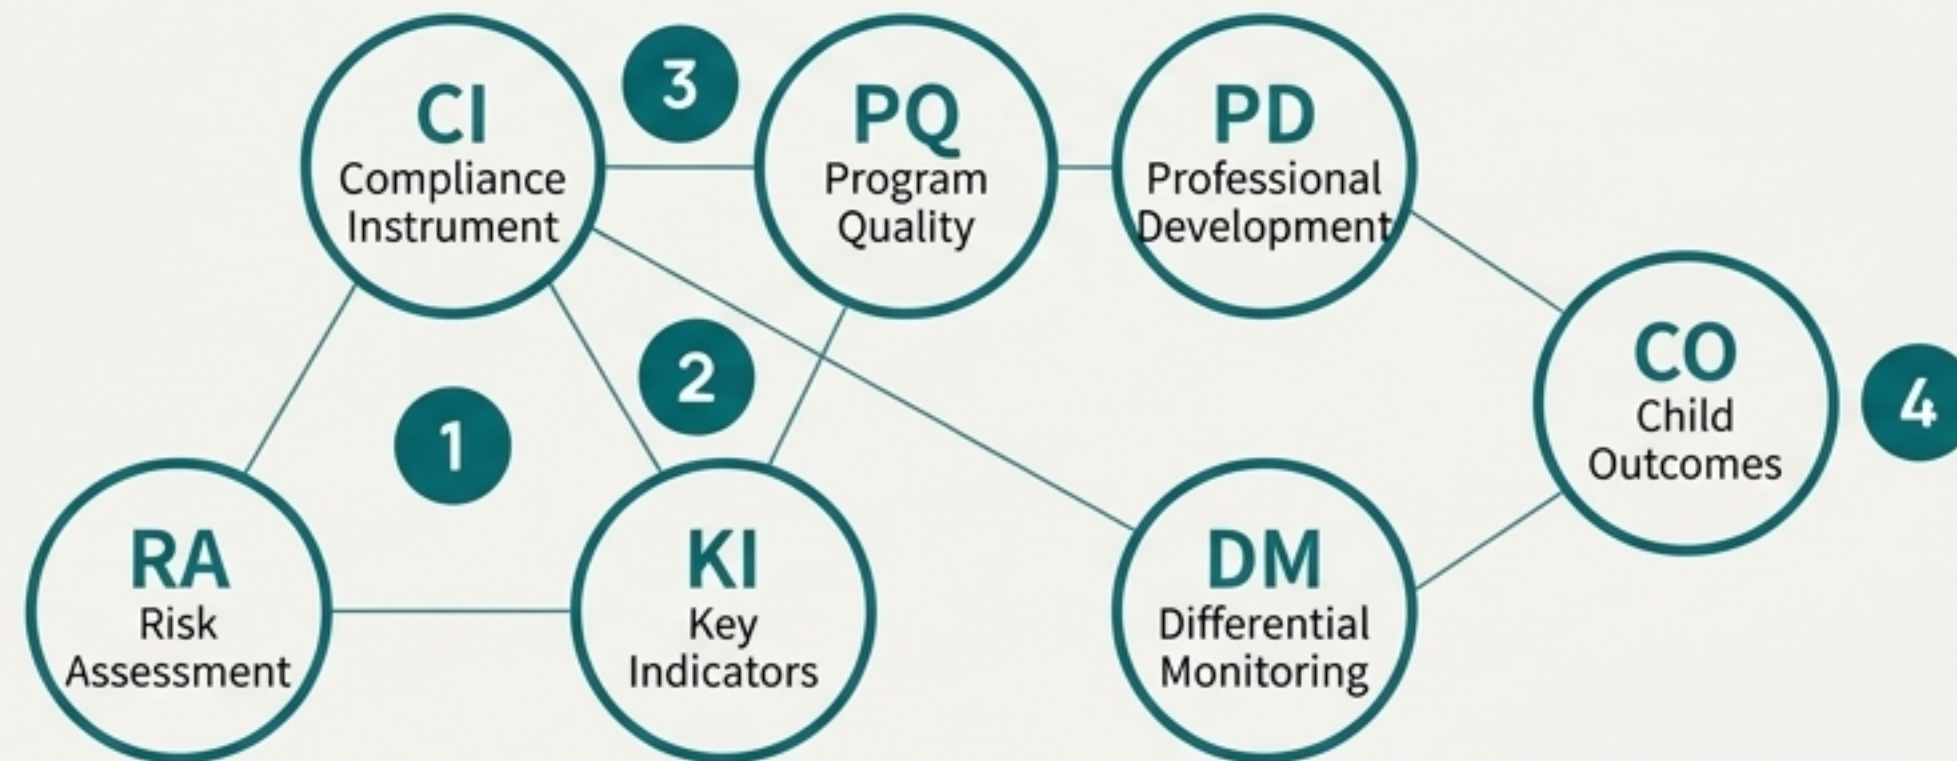 CI
Compliance
Instrument
3
PQ
Program
Quality
PD
Professional
Development
CO
Child
Outcomes
4
2
1
RA
Risk
Assessment
KI
Key
Indicators
DM
Differential
Monitoring